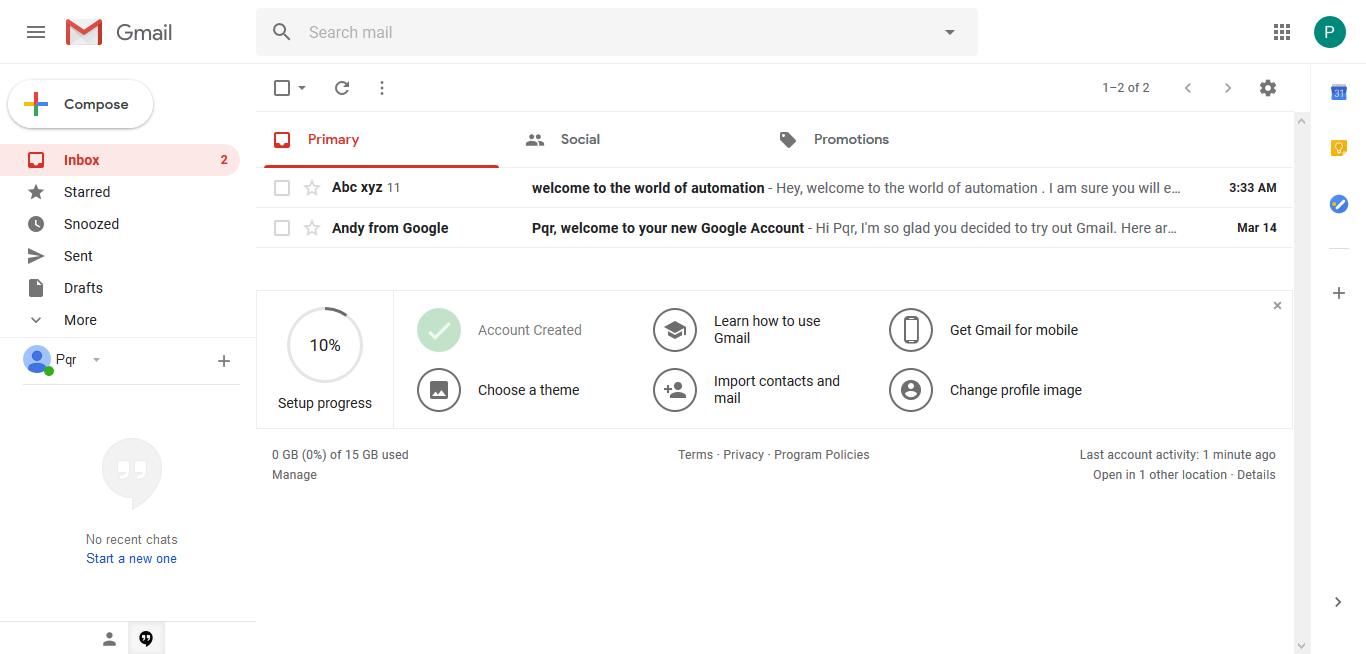 Gmail
Search mail
P
Compose
1–2 of 2
31
Inbox 2
Primary Social Promotions
Starred
Snoozed
Sent
Drafts
More
Abc xyz 11 welcome to the world of automation - Hey, welcome to the world of automation . I am sure you will e… 3:33 AM
Andy from Google Pqr, welcome to your new Google Account - Hi Pqr, I'm so glad you decided to try out Gmail. Here ar… Mar 14
Pqr
10%
Setup progress
Account Created
Learn how to use
Gmail
Get Gmail for mobile
Choose a theme
Import contacts and
mail
Change profile image
0 GB (0%) of 15 GB used
Manage
Terms · Privacy · Program Policies
Last account activity: 1 minute ago
Open in 1 other location · Details
No recent chats
Start a new one